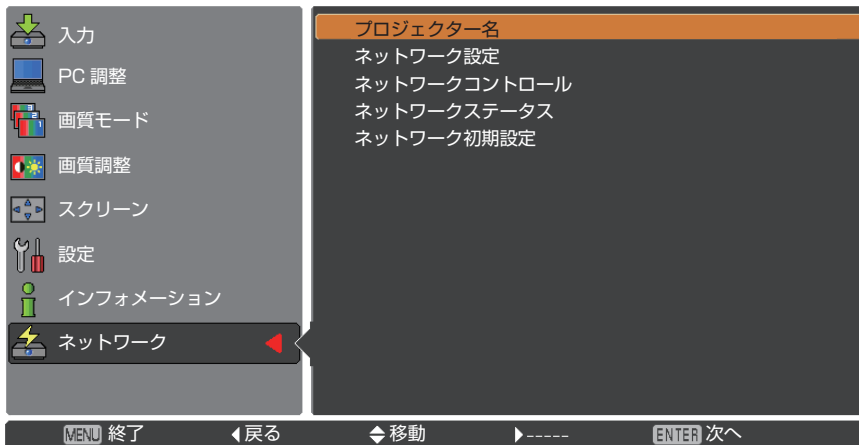 入力
PC 調整
画質モード
画質調整
スクリーン
設定
インフォメーション
ネットワーク
プロジェクター名
ネットワーク設定
ネットワークコントロール
ネットワークステータス
ネットワーク初期設定
MENU 終了 戻る 移動 ----- ENTER 次へ